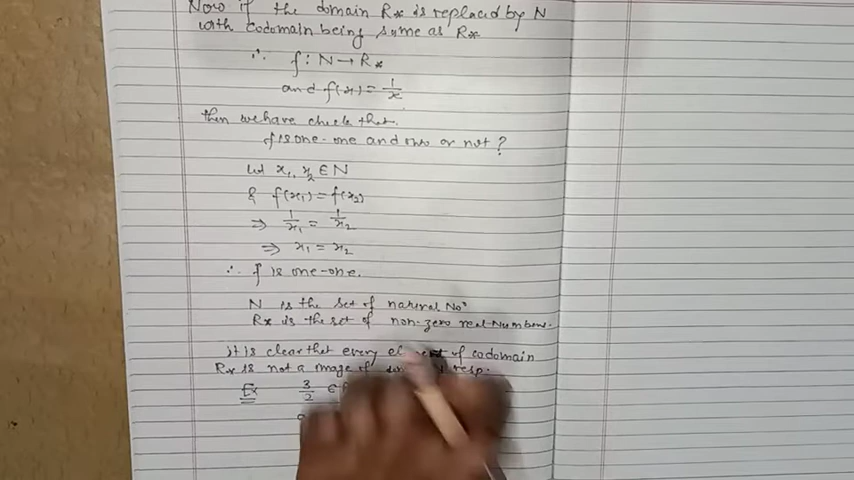 Now if the domain R* is replaced by N
with codomain being same as R*
∴ f : N → R*
and f(x) = 1/x
then we have check that.
f is one-one and onto or not?
let x₁, x₂ ∈ N
& f(x₁) = f(x₂)
⇒ 1/x₁ = 1/x₂
⇒ x₁ = x₂
∴ f is one-one.
N is the set of natural No.
R* is the set of non-zero real Numbers.
it is clear that every of codomain
R* is not a image of resp.
Ex 3/2 ∈